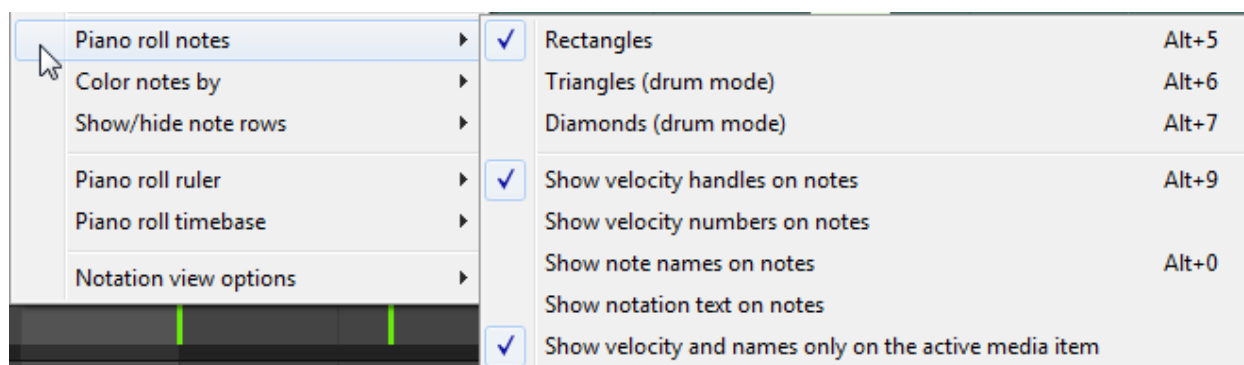 Piano roll notes
Color notes by
Show/hide note rows
Piano roll ruler
Piano roll timebase
Notation view options
Rectangles Alt+5
Triangles (drum mode) Alt+6
Diamonds (drum mode) Alt+7
Show velocity handles on notes Alt+9
Show velocity numbers on notes
Show note names on notes Alt+0
Show notation text on notes
Show velocity and names only on the active media item